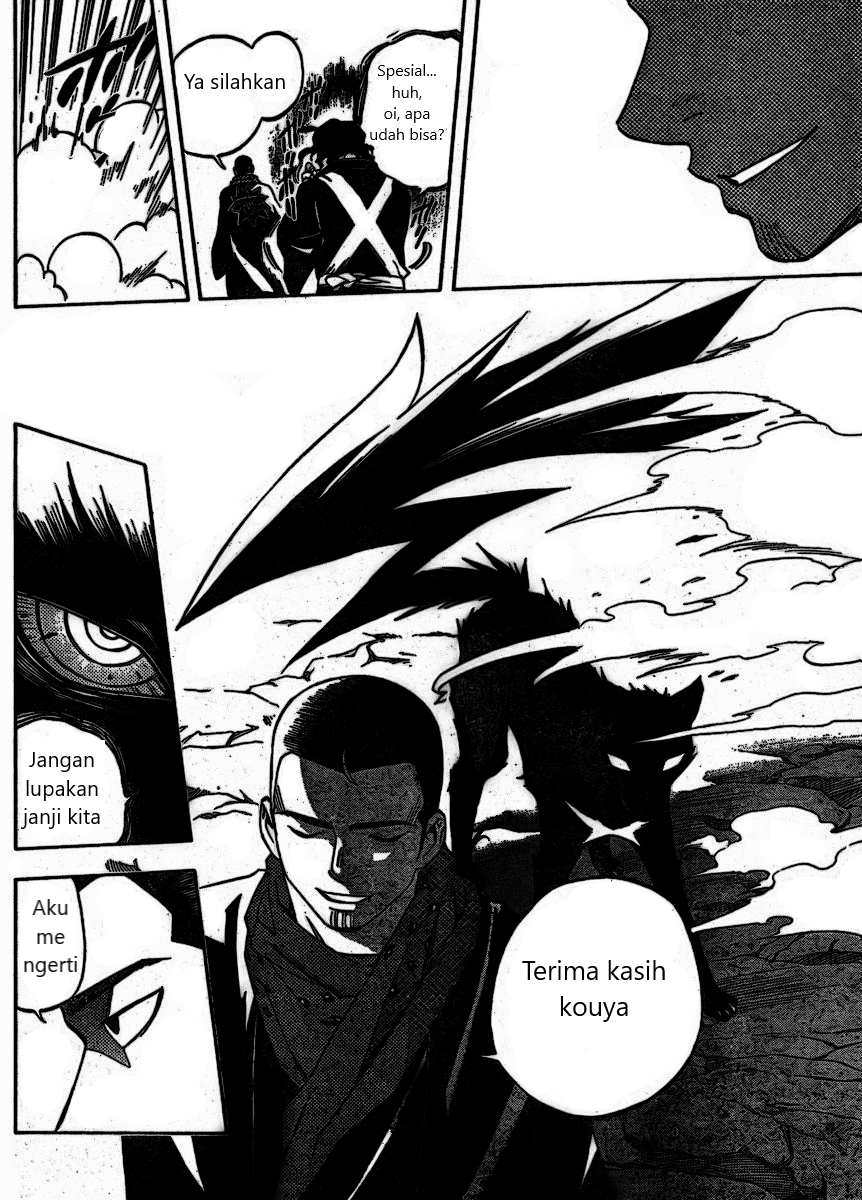 Spesial...
huh,
oi, apa
udah bisa?
Ya silahkan
Terima kasih
kouya
Jangan
lupakan
janji kita
Aku
me
ngerti